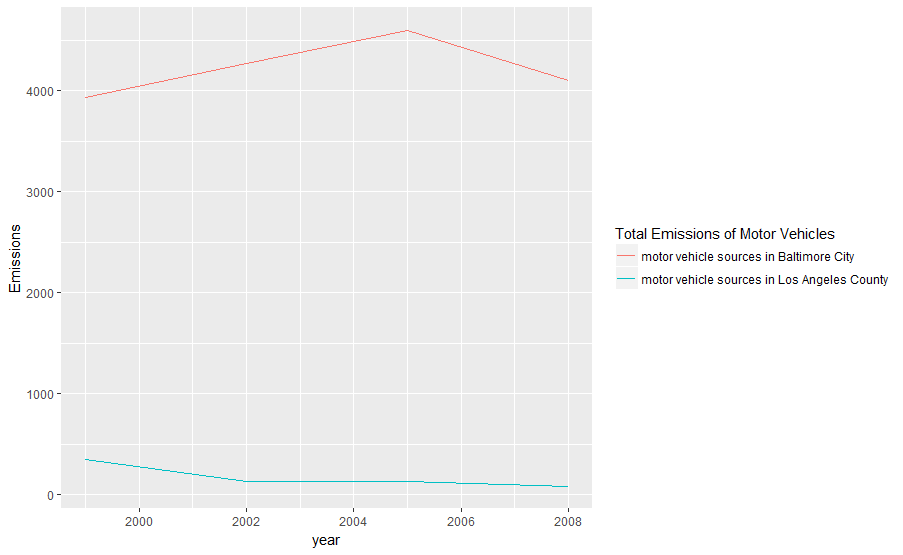 4000
3000
2000
1000
0
Emissions
2000
2002
2004
2006
2008
year
Total Emissions of Motor Vehicles
motor vehicle sources in Baltimore City
motor vehicle sources in Los Angeles County